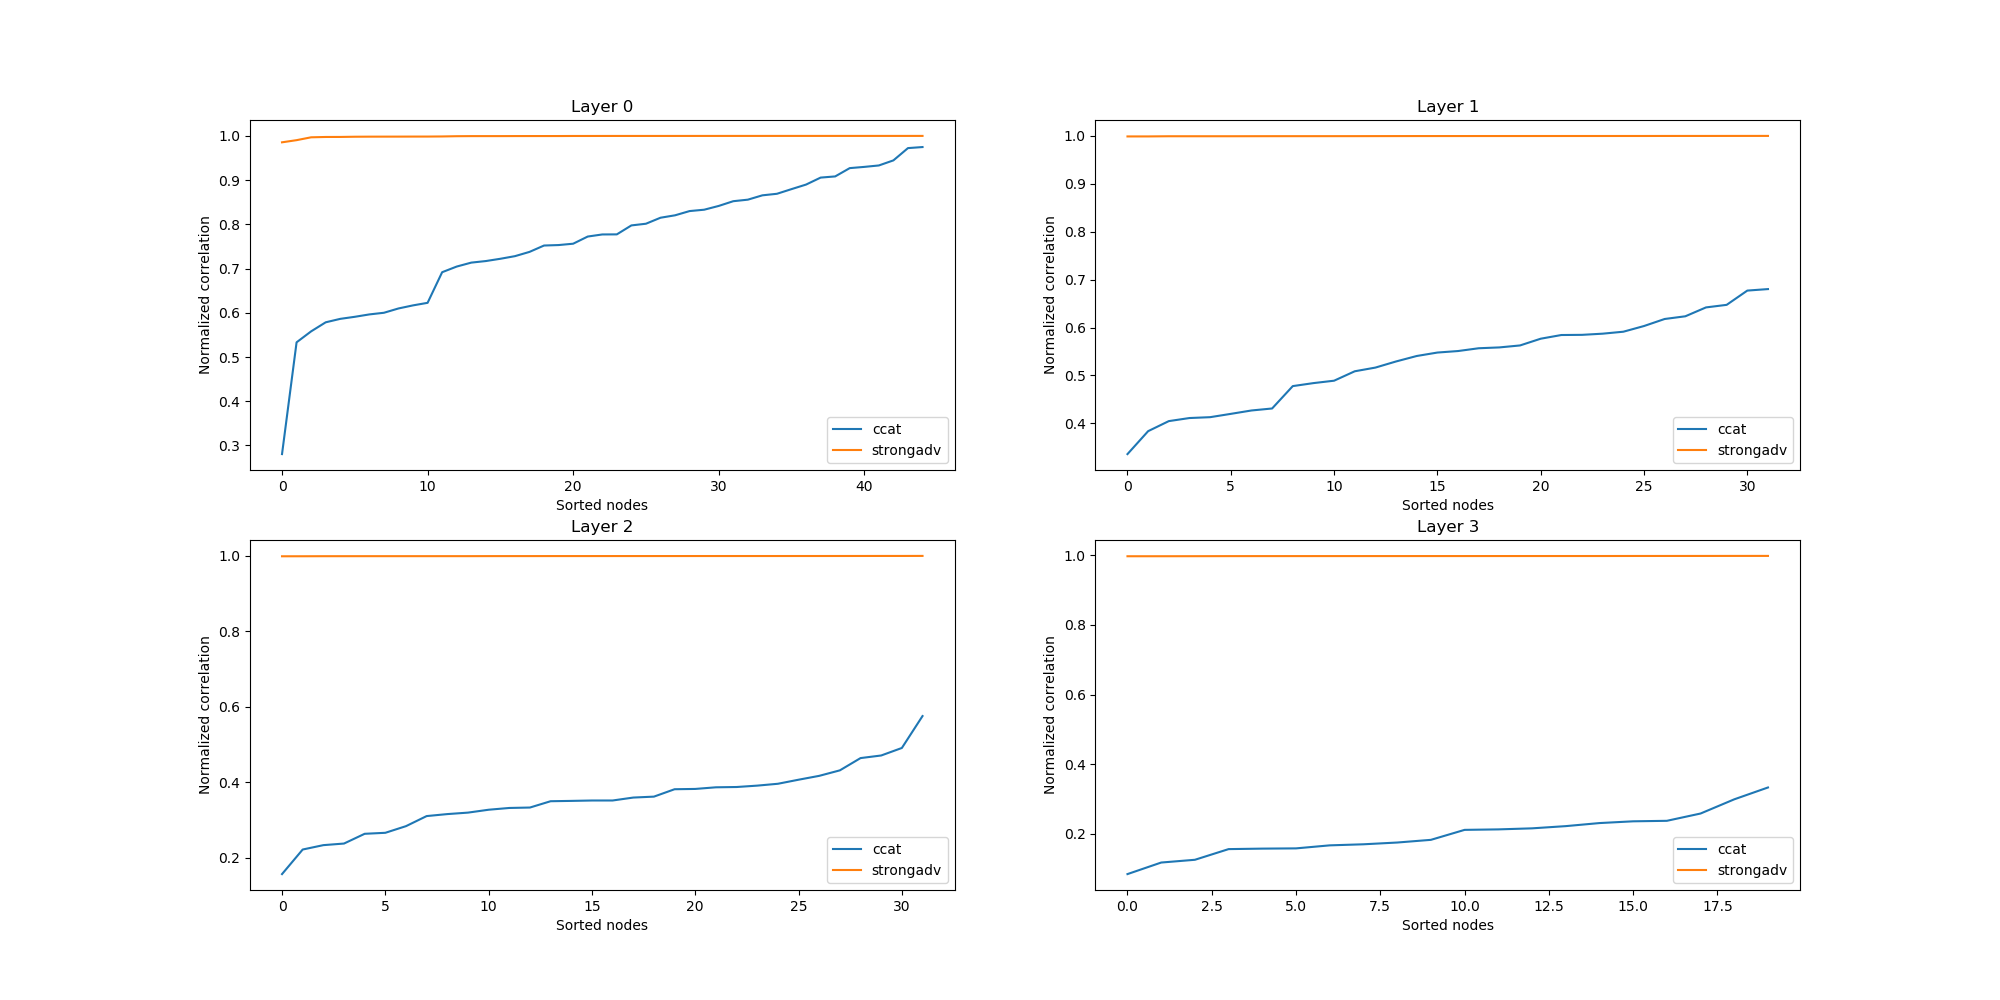 Layer 0
1.0
0.9
0.8
0.7
0.6
0.5
0.4
0.3
Normalized correlation
ccat
strongadv
0 10 20 30 40
Sorted nodes
Layer 1
1.0
0.9
0.8
0.7
0.6
0.5
0.4
Normalized correlation
ccat
strongadv
0 5 10 15 20 25 30
Sorted nodes
Layer 2
1.0
0.8
0.6
0.4
0.2
Normalized correlation
ccat
strongadv
0 5 10 15 20 25 30
Sorted nodes
Layer 3
1.0
0.8
0.6
0.4
0.2
Normalized correlation
ccat
strongadv
0.0 2.5 5.0 7.5 10.0 12.5 15.0 17.5
Sorted nodes